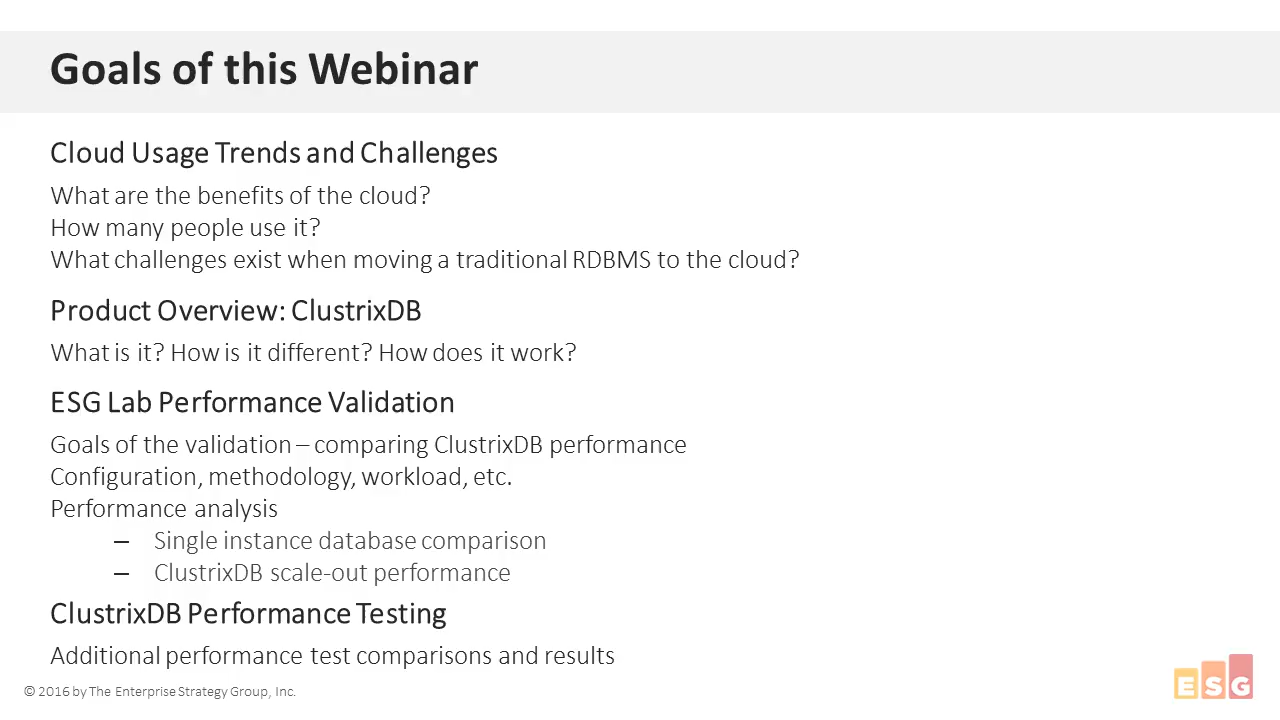 Goals of this Webinar
Cloud Usage Trends and Challenges
What are the benefits of the cloud?
How many people use it?
What challenges exist when moving a traditional RDBMS to the cloud?
Product Overview: ClustrixDB
What is it? How is it different? How does it work?
ESG Lab Performance Validation
Goals of the validation – comparing ClustrixDB performance
Configuration, methodology, workload, etc.
Performance analysis
– Single instance database comparison
– ClustrixDB scale-out performance
ClustrixDB Performance Testing
Additional performance test comparisons and results
© 2016 by The Enterprise Strategy Group, Inc.
ESG